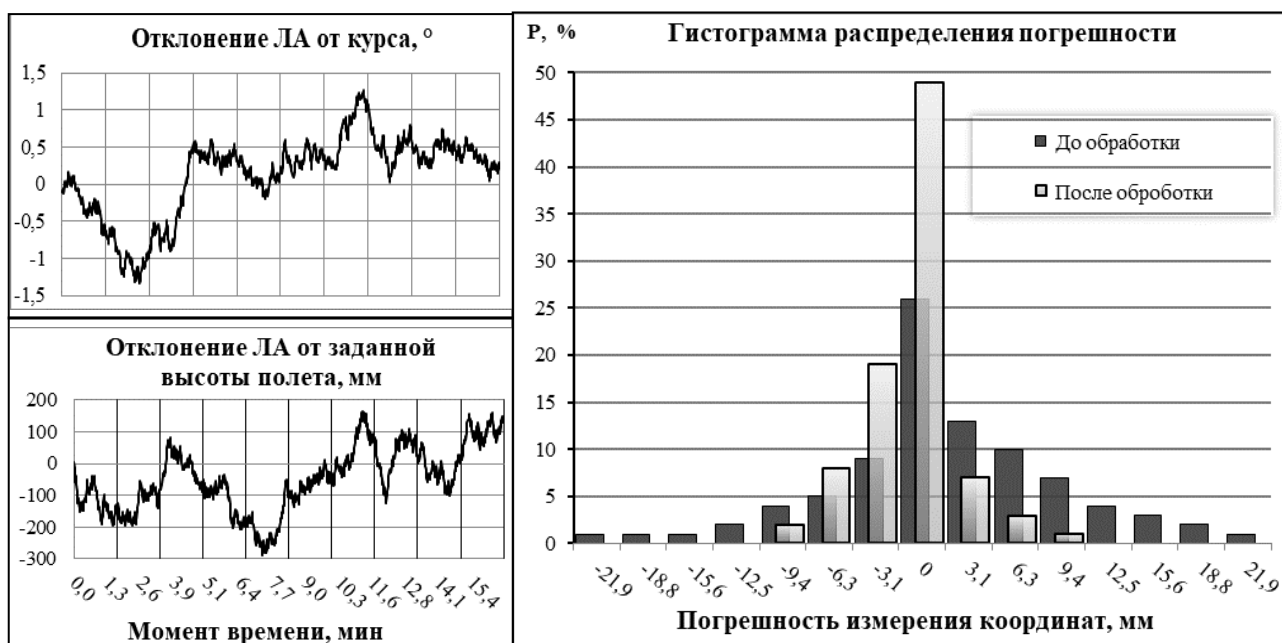 Отклонение ЛА от курса, °
1,5
1
0,5
0
-0,5
-1
-1,5
Отклонение ЛА от заданной
высоты полета, мм
200
100
0
-100
-200
-300
6,0 1,3 2,6 3,9 5,1 6,4 7,7 9,0 10,3 11,6 12,8 14,1 15,4
Момент времени, мин
P, %
Гистограмма распределения погрешности
50
45
40
35
30
25
20
15
10
5
0
До обработки
После оброботки
-21,9 -18,8 -15,6 -12,5 -9,4 -6,3 -3,1 0 3,1 6,3 9,4 12,5 15,6 18,8 21,9
Погрешность измерения координат, мм